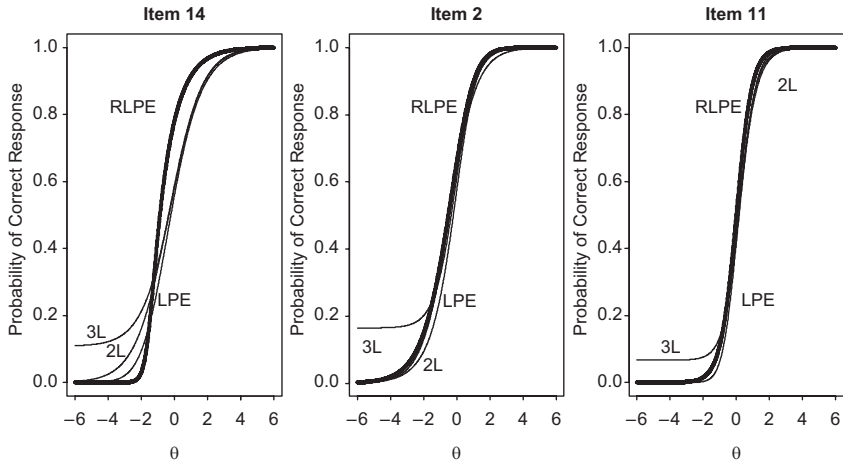 Item 14
Probability of Correct Response
1.0
0.8
0.6
0.4
0.2
0.0
RLPE
LPE
3L
2L
−6 −4 −2 0 2 4 6
θ
Item 2
Probability of Correct Response
1.0
0.8
0.6
0.4
0.2
0.0
RLPE
LPE
3L
2L
−6 −4 −2 0 2 4 6
θ
Item 11
Probability of Correct Response
1.0
0.8
0.6
0.4
0.2
0.0
2L
RLPE
LPE
3L
−6 −4 −2 0 2 4 6
θ